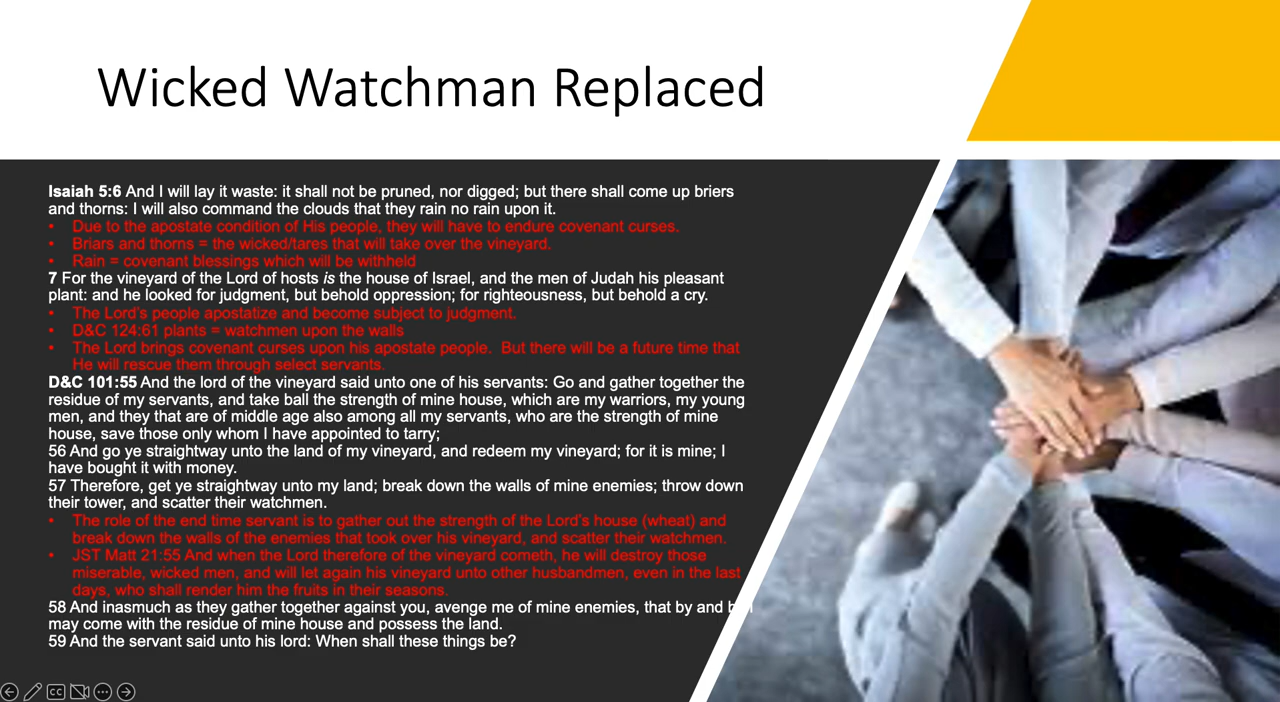 Wicked Watchman Replaced
Isaiah 5:6 And I will lay it waste: it shall not be pruned, nor digged; but there shall come up briers
and thorns: I will also command the clouds that they rain no rain upon it.
• Due to the apostate condition of His people, they will have to endure covenant curses.
• Briars and thorns = the wicked/tares that will take over the vineyard.
• Rain = covenant blessings which will be withheld
7 For the vineyard of the Lord of hosts is the house of Israel, and the men of Judah his pleasant
plant: and he looked for judgment, but behold oppression; for righteousness, but behold a cry.
• The Lord's people apostatize and become subject to judgment.
• D&C 124:61 plants = watchmen upon the walls
• The Lord brings covenant curses upon his apostate people. But there will be a future time that
He will rescue them through select servants.
D&C 101:55 And the lord of the vineyard said unto one of his servants: Go and gather together the
residue of my servants, and take ball the strength of mine house, which are my warriors, my young
men, and they that are of middle age also among all my servants, who are the strength of mine
house, save those only whom I have appointed to tarry;
56 And go ye straightway unto the land of my vineyard, and redeem my vineyard; for it is mine; I
have bought it with money.
57 Therefore, get ye straightway unto my land; break down the walls of mine enemies; throw down
their tower, and scatter their watchmen.
• The role of the end time servant is to gather out the strength of the Lord's house (wheat) and
break down the walls of the enemies that took over his vineyard, and scatter their watchmen.
• JST Matt 21:55 And when the Lord therefore of the vineyard cometh, he will destroy those
miserable, wicked men, and will let again his vineyard unto other husbandmen, even in the last
days, who shall render him the fruits in their seasons.
58 And inasmuch as they gather together against you, avenge me of mine enemies, that by and I
may come with the residue of mine house and possess the land.
59 And the servant said unto his lord: When shall these things be?
CC